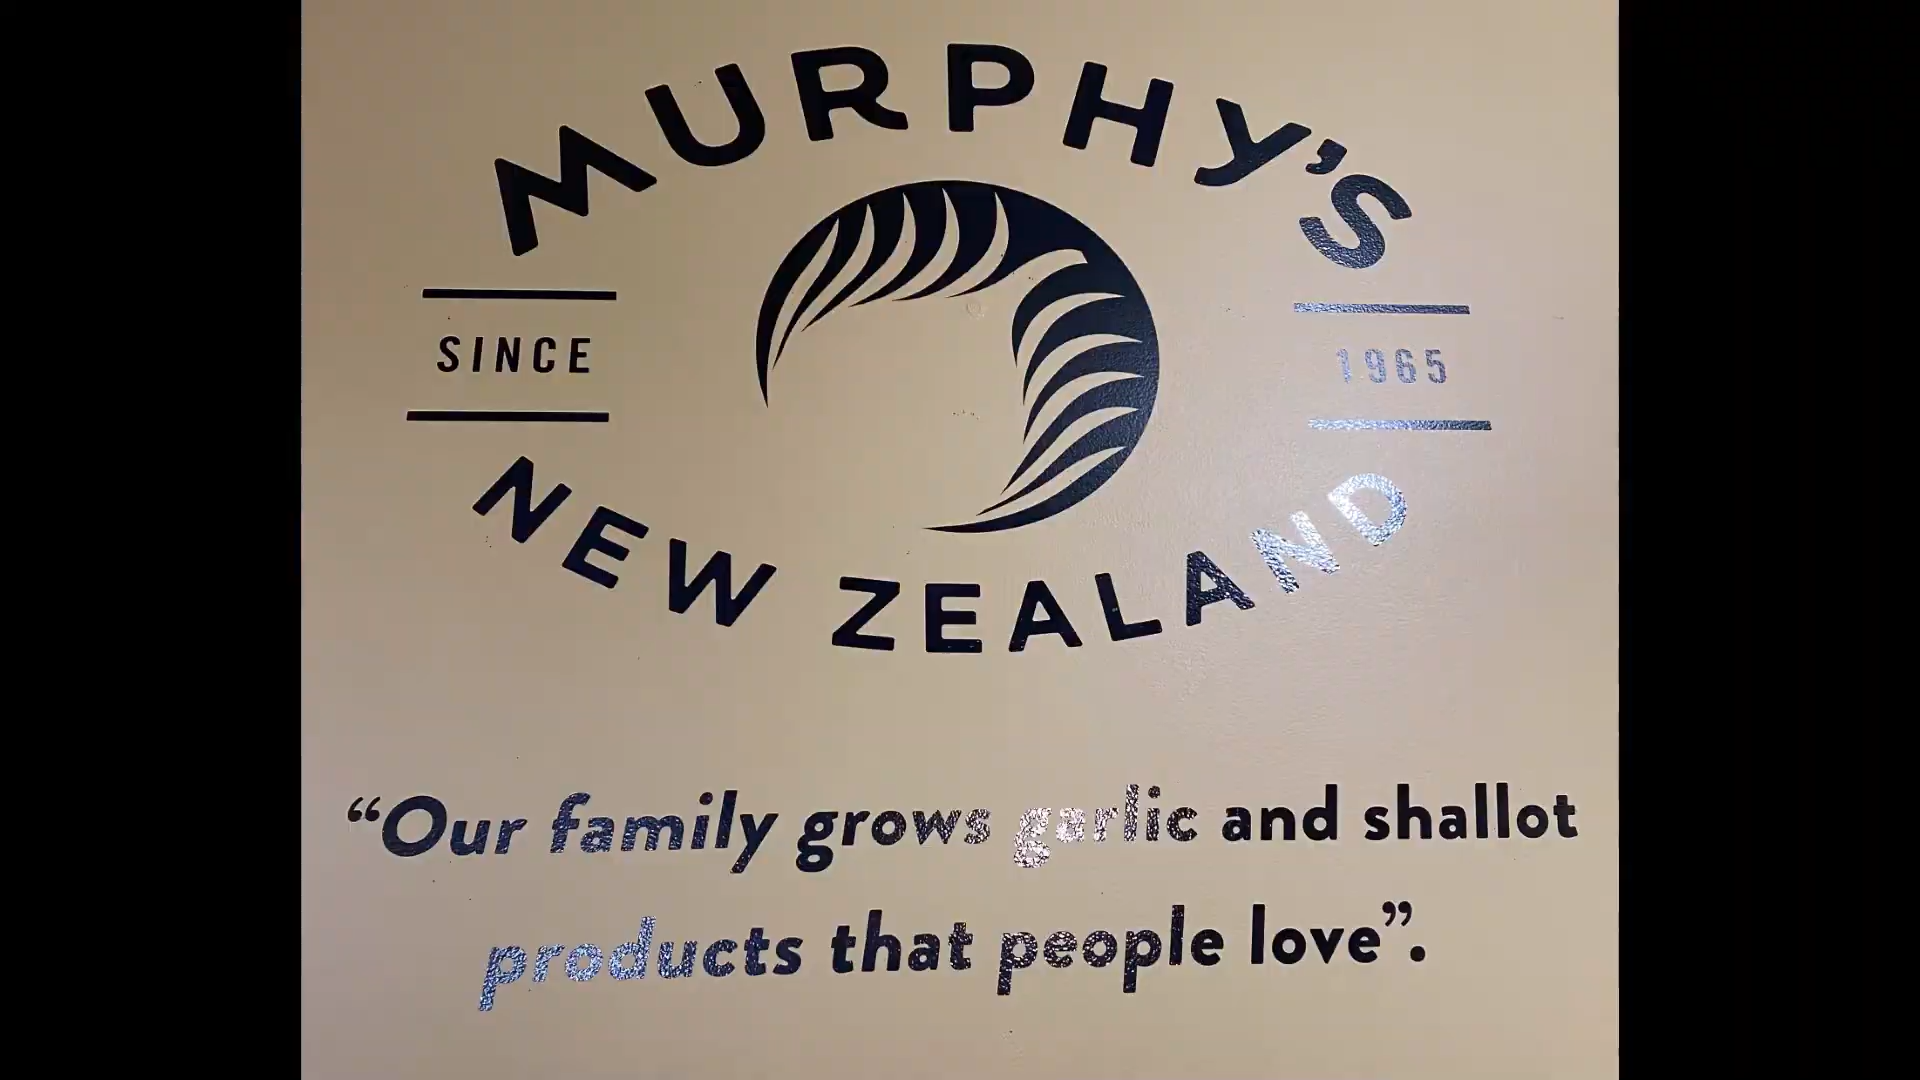 MURPHY'S
SINCE
1965
NEW ZEALAND
“Our family grows garlic and shallot
products that people love”.